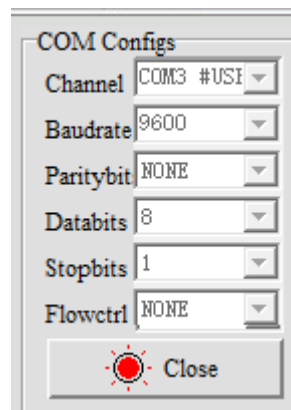 COM Configs
Channel COM3 #USI
Baudrate 9600
Paritybit NONE
Databits 8
Stopbits 1
Flowctrl NONE
Close